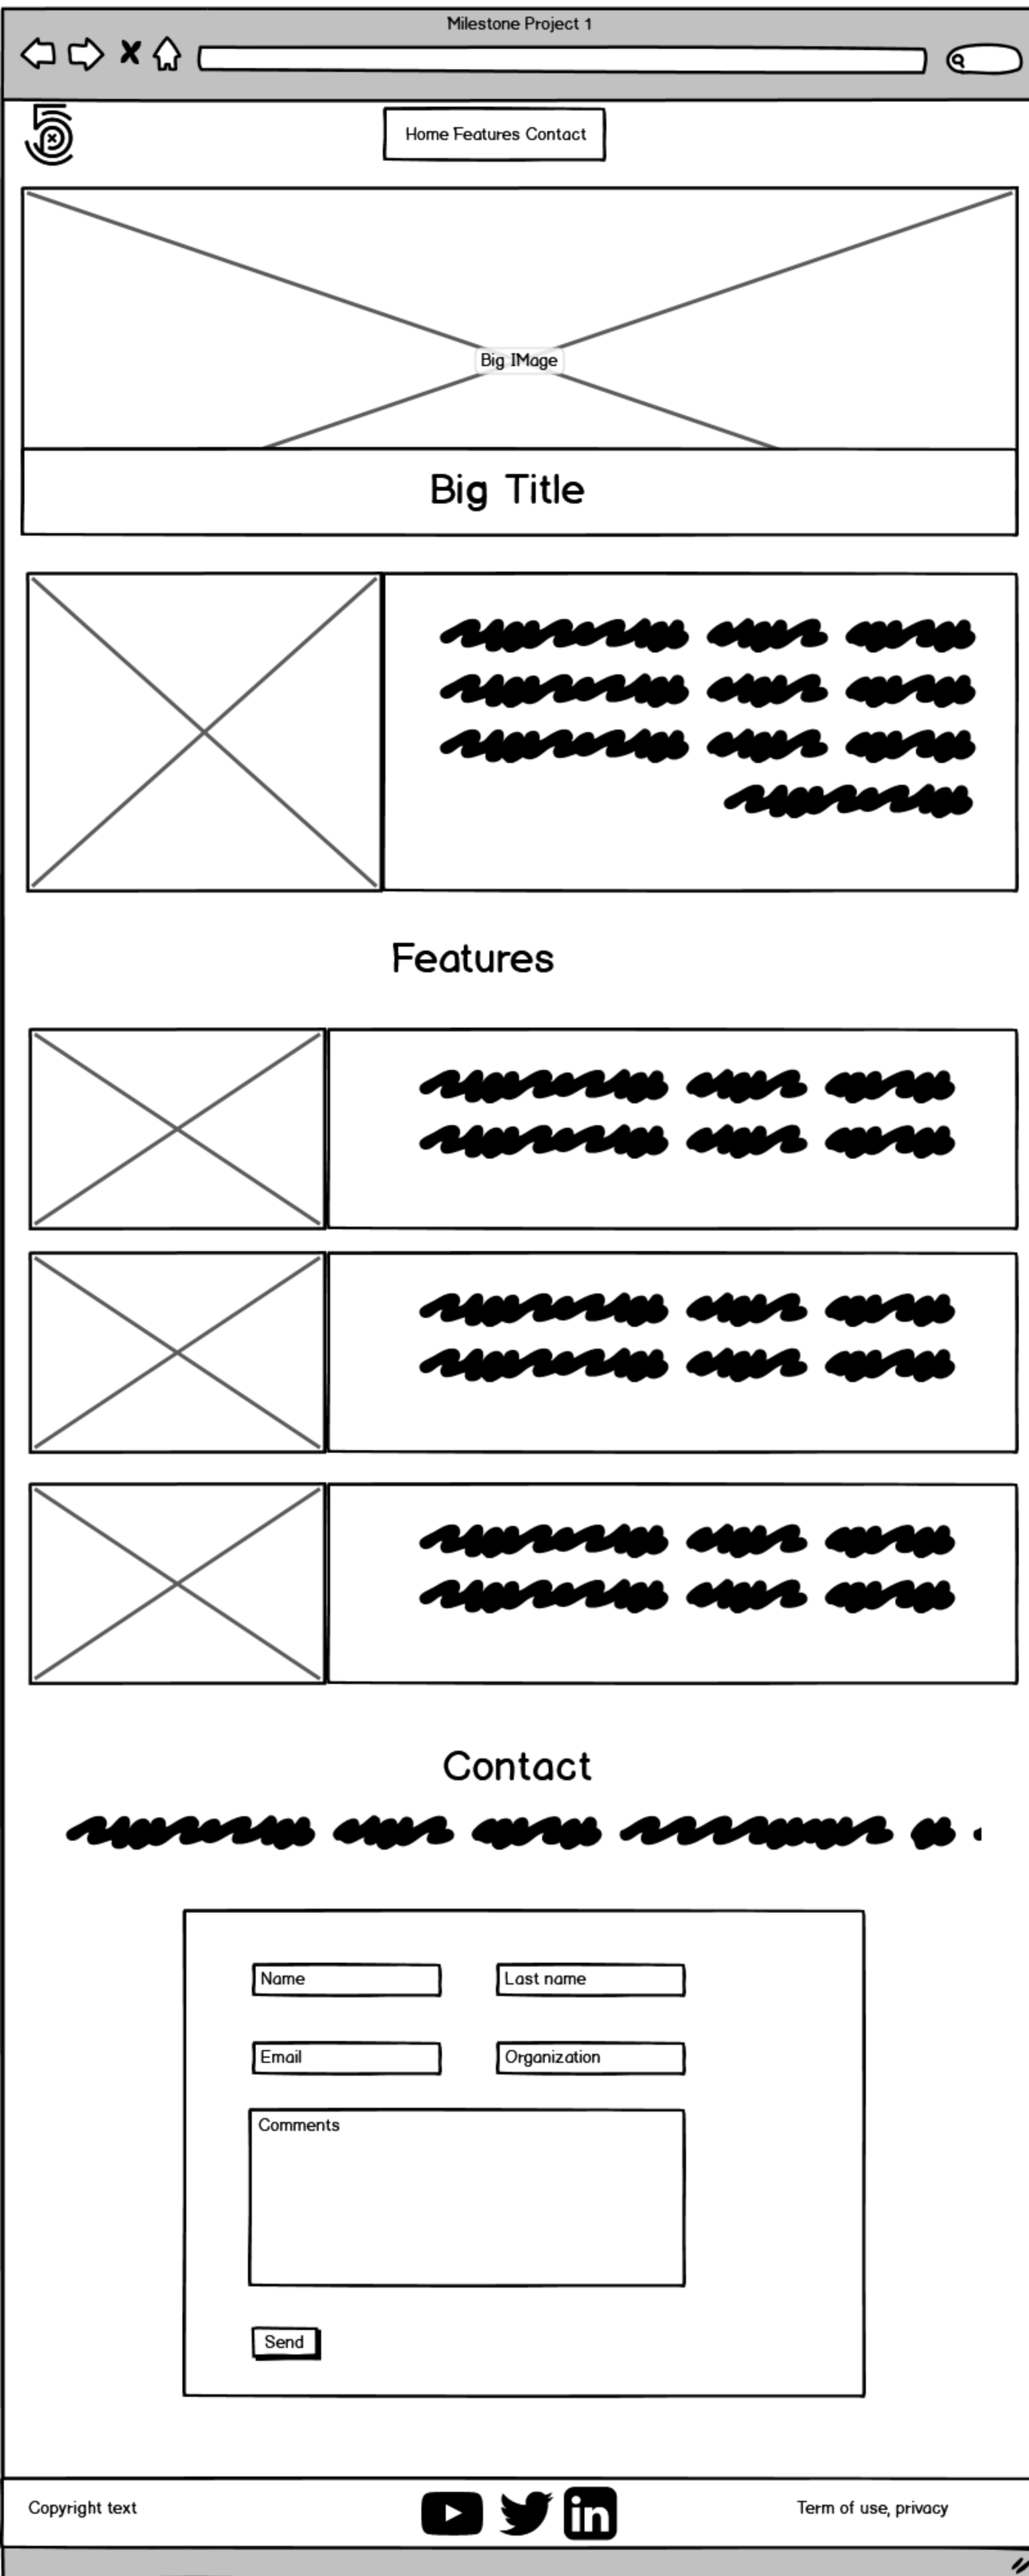 Milestone Project 1
Home Features Contact
Big IMage
Big Title
Features
Contact
Name
Last name
Email
Organization
Comments
Send
Copyright text
in
Term of use, privacy